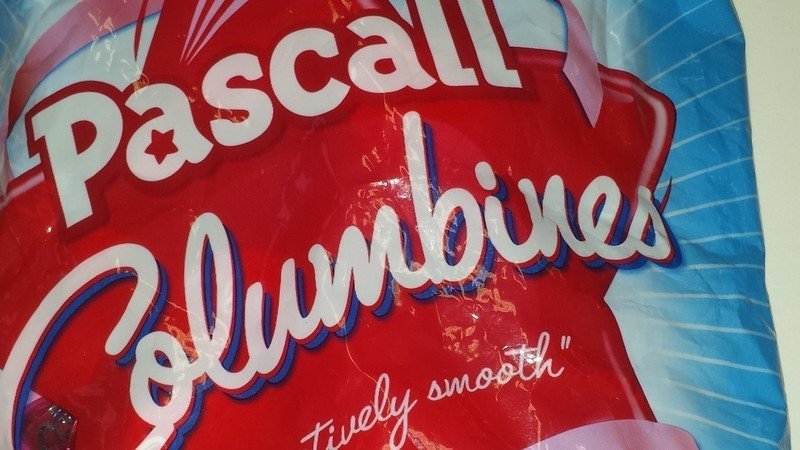 Pascall
Columbines
tively smooth"